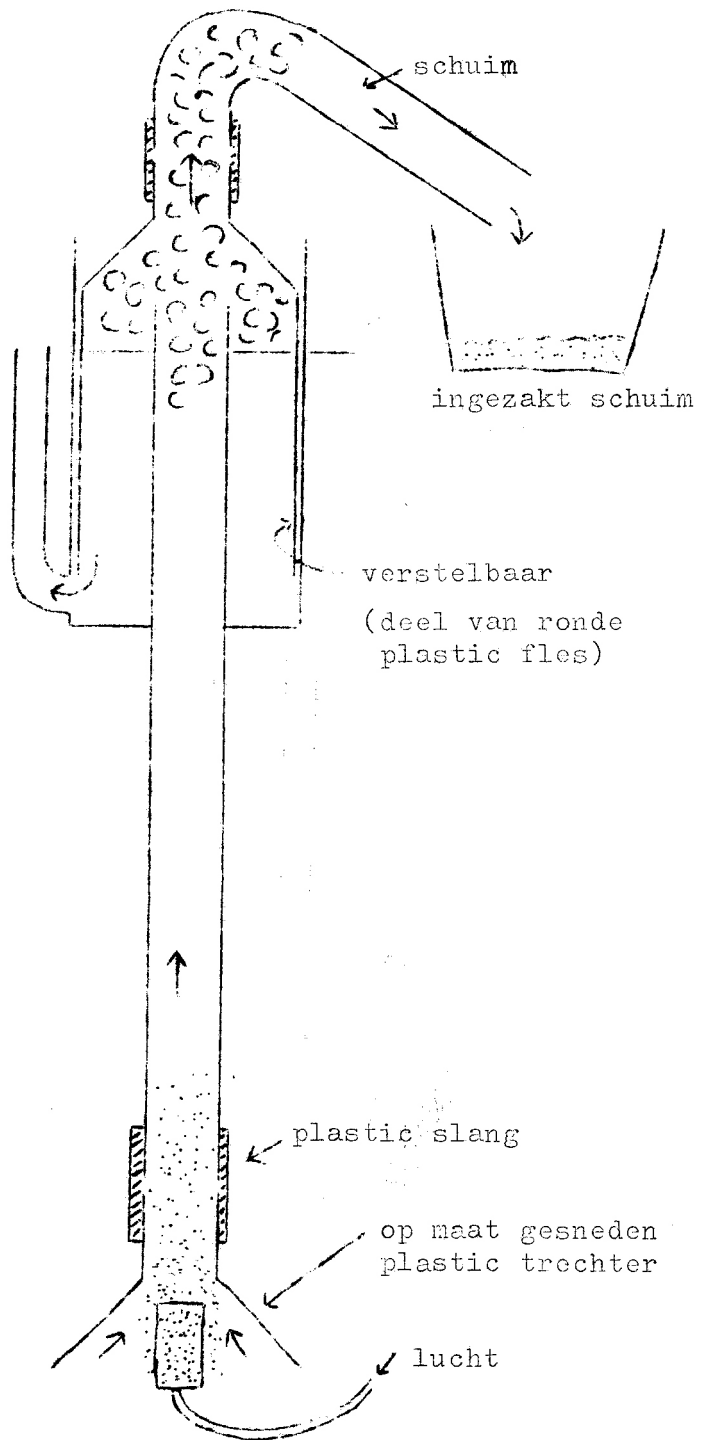 schuim
ingezakt schuim
verstelbaar
(deel van ronde
plastic fles)
plastic slang
op maat gesneden
plastic trechter
lucht